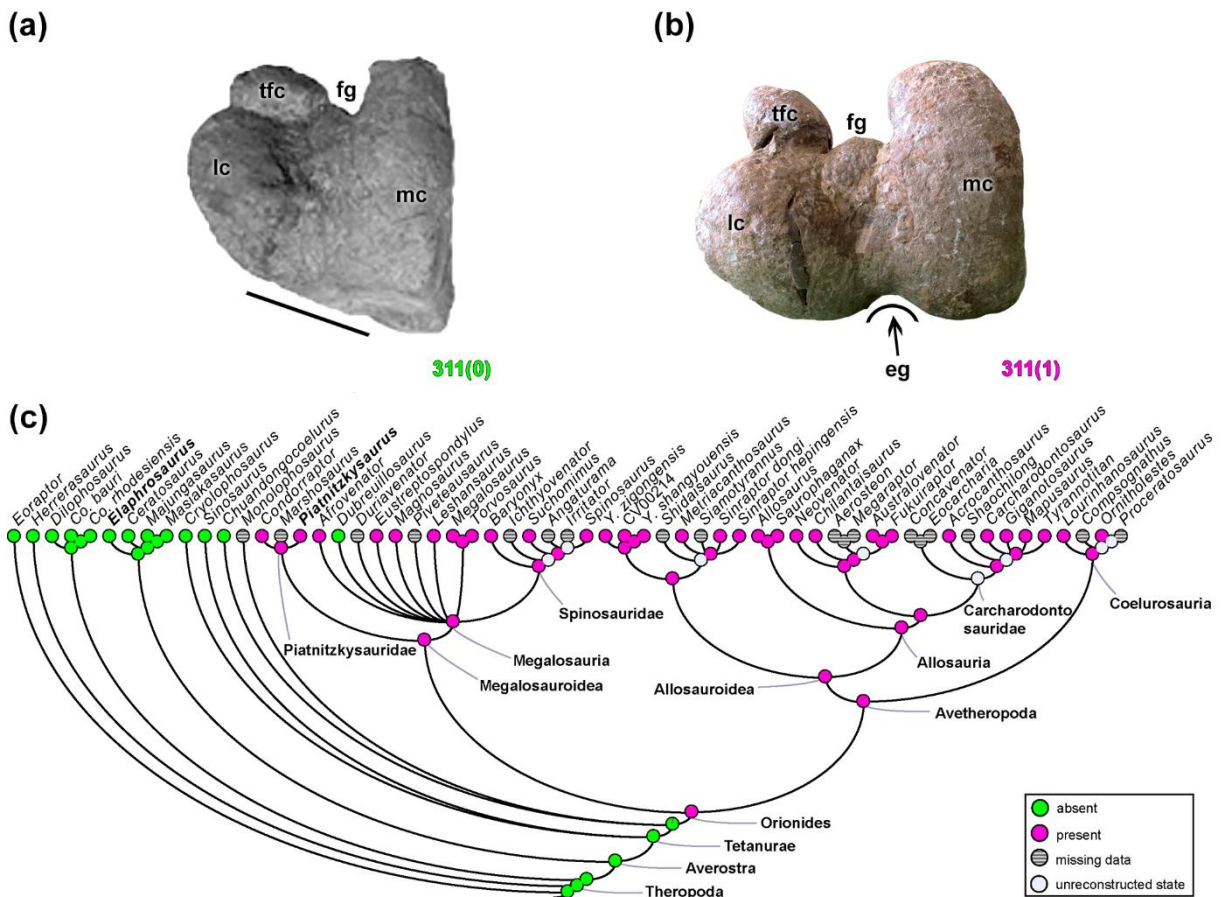 (a)
(b)
tfc
fg
lc
mc
311(0)
tfc
fg
lc
mc
eg
311(1)
(c)
Eoraptor
Herrerasaurus
Dilophosaurus
Co. bauri
Co. rhodesiensis
Elaphrosaurus
Ceratosaurus
Majungasaurus
Masiakasaurus
Cryolophosaurus
Sinosaurus
Chuandongocoelurus
Monolophosaurus
Condorraptor
Marshosaurus
Piatnitzkysaurus
Afrovenator
Dubreuillosaurus
Duriavenator
Eustreptospondylus
Magnosaurus
Piveteausaurus
Leshansaurus
Megalosaurus
Torvosaurus
Baryonyx
Ichthyovenator
Suchomimus
Angaturama
Irritator
Spinosaurus
Y. zigongensis
CV00214
Y. shangyouensis
Shidaisaurus
Metriacanthosaurus
Siamotyrannus
Sinraptor dongi
Sinraptor hepingensis
Allosaurus
Saurophaganax
Neovenator
Chilantaisaurus
Aerosteon
Megaraptor
Australovenator
Fukuiraptor
Concavenator
Eocarcharia
Acrocanthosaurus
Shaochilong
Carcharodontosaurus
Giganotosaurus
Mapusaurus
Tyrannotitan
Lourinhanosaurus
Compsognathus
Ornitholestes
Proceratosaurus
Spinosauridae
Carcharodonto
sauridae
Coelurosauria
Piatnitzkysauridae
Megalosauria
Allosauria
Megalosauroidea
Allosauroidea
Avetheropoda
Orionides
Tetanurae
Averostra
Theropoda
absent
present
missing data
unreconstructed state